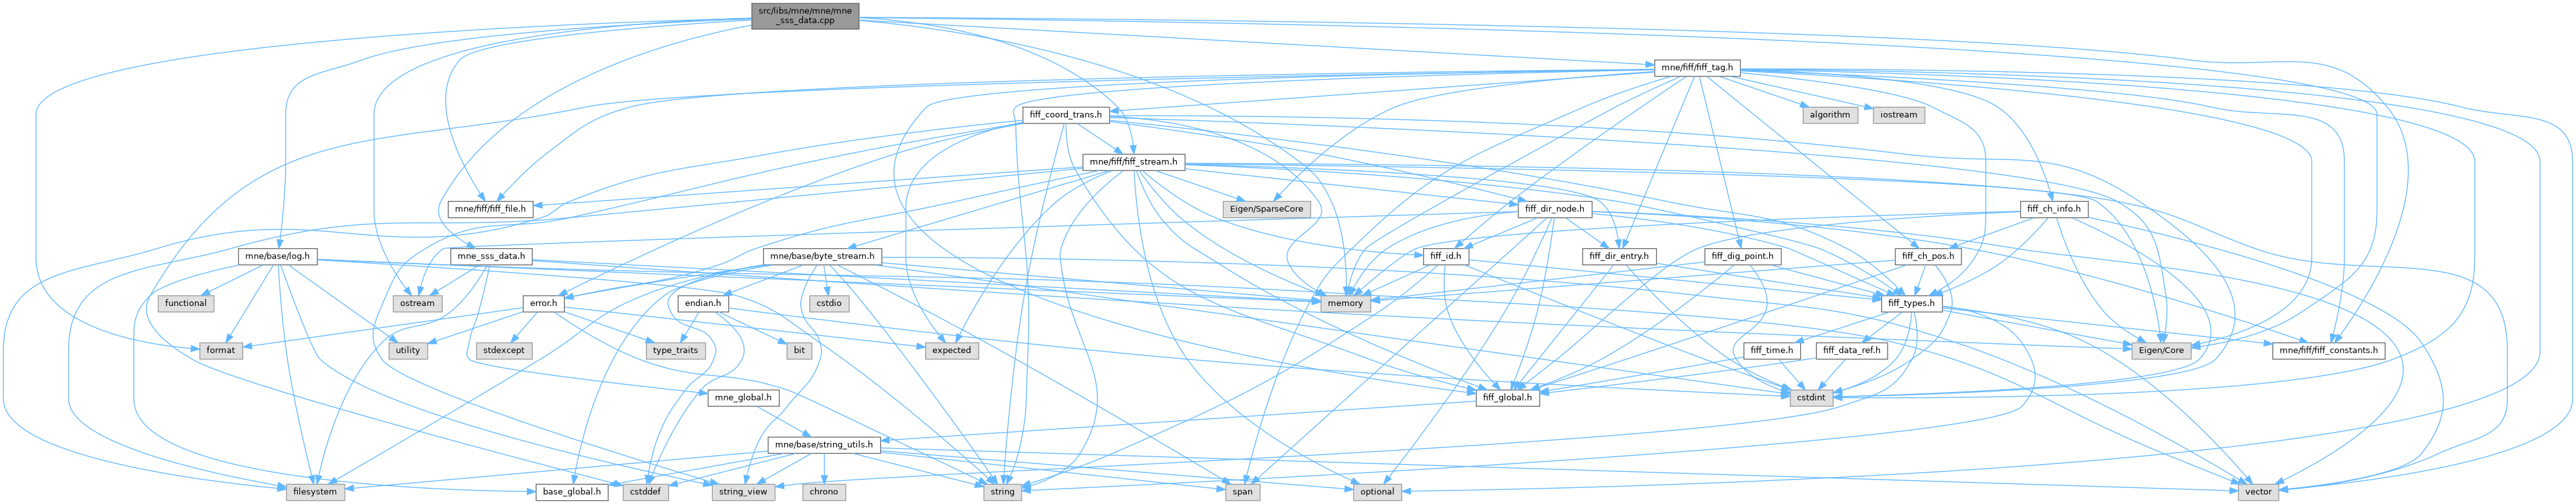 src/libs/mne/mne/mne
_sss_data.cpp
mne/fiff/fiff_tag.h
fiff_coord_trans.h
algorithm
iostream
mne/fiff/fiff_stream.h
mne/fiff/fiff_file.h
Eigen/SparseCore
fiff_dir_node.h
fiff_ch_info.h
mne/base/log.h
mne_sss_data.h
mne/base/byte_stream.h
fiff_id.h
fiff_dir_entry.h
fiff_dig_point.h
fiff_ch_pos.h
functional
ostream
error.h
endian.h
cstdio
memory
fiff_types.h
format
utility
stdexcept
type_traits
bit
expected
fiff_time.h
fiff_data_ref.h
Eigen/Core
mne/fiff/fiff_constants.h
mne_global.h
fiff_global.h
cstdint
mne/base/string_utils.h
filesystem
base_global.h
cstddef
string_view
chrono
string
span
optional
vector